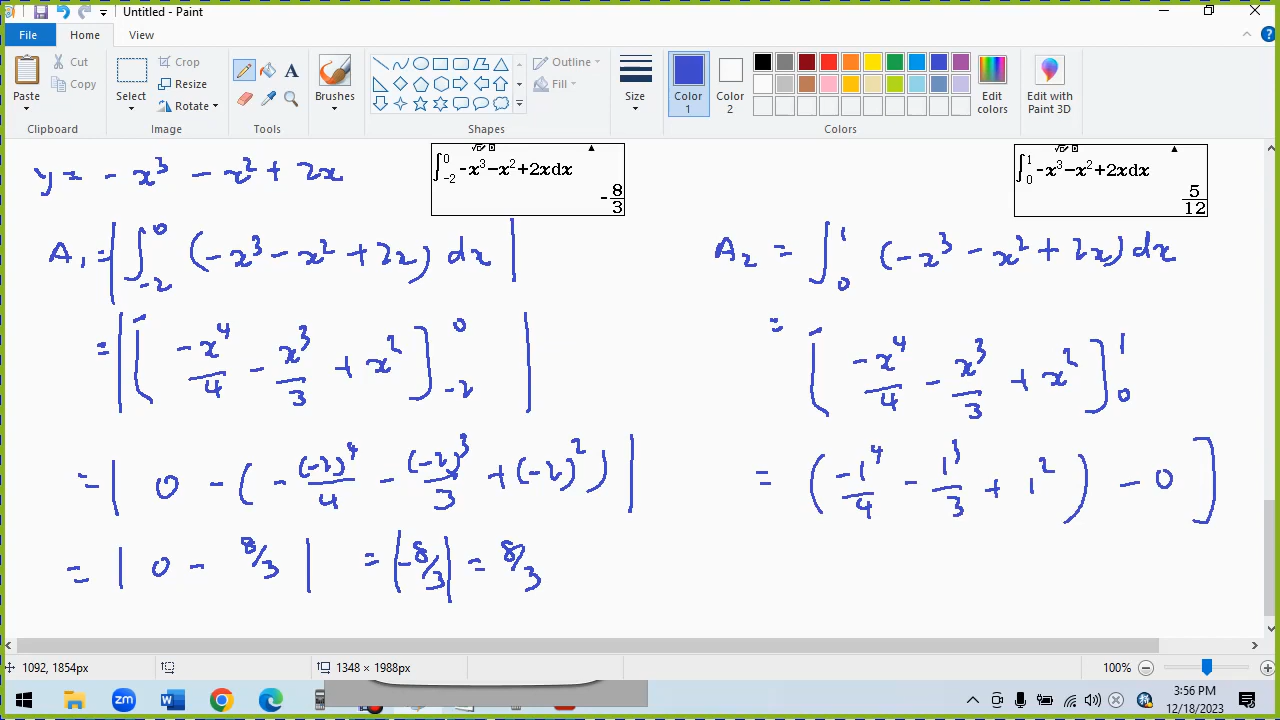 Untitled - Paint
File Home View
Paste
Cut
Copy
Clipboard
Select
Crop
Resize
Rotate
Image
A
Tools
Brushes
Outline
Fill
Shapes
Size
Color 1
Color 2
Edit colors
Colors
Edit with Paint 3D
y = - x³ - x² + 2x
∫₋₂⁰ -x³-x²+2xdx
-8/3
∫₀¹ -x³-x²+2xdx
5/12
A₁ = |∫₋₂⁰ (-x³ - x² + 2x) dx|
= |[-x⁴/4 - x³/3 + x²]₋₂⁰|
= | 0 - (- (-2)⁴/4 - (-2)³/3 + (-2)²) |
= | 0 - 8/3 | = |-8/3| = 8/3
A₂ = ∫₀¹ (-x³ - x² + 2x) dx
= [-x⁴/4 - x³/3 + x²]₀¹
= (-1⁴/4 - 1³/3 + 1²) - 0 ]
1092, 1854px
1348 × 1988px
100%
zm
W
3:56 PM
12/18/2023